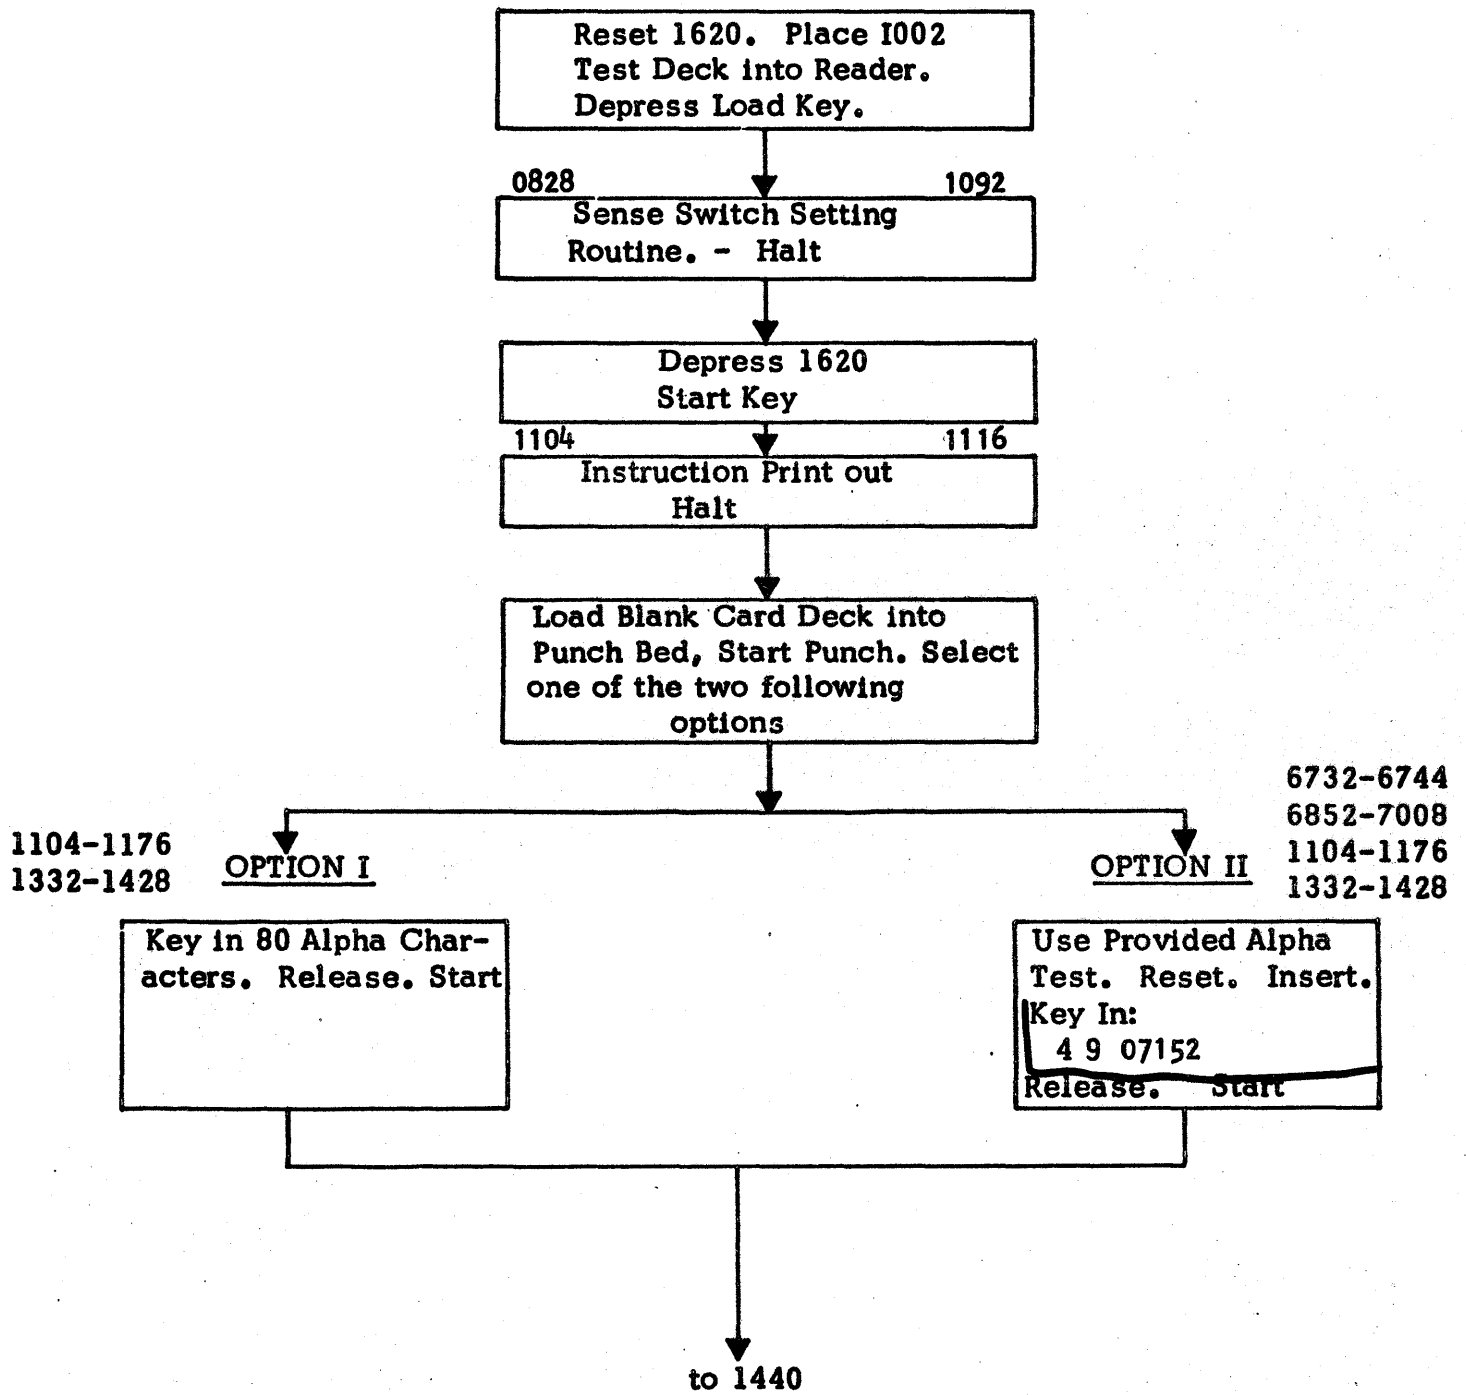 Reset 1620. Place I002
Test Deck into Reader.
Depress Load Key.
0828 1092
Sense Switch Setting
Routine. - Halt
Depress 1620
Start Key
1104 1116
Instruction Print out
Halt
Load Blank Card Deck into
Punch Bed, Start Punch. Select
one of the two following
options
1104-1176
1332-1428
OPTION I
6732-6744
6852-7008
1104-1176
1332-1428
OPTION II
Key in 80 Alpha Char-
acters. Release. Start
Use Provided Alpha
Test. Reset. Insert.
Key In:
4 9 07152
Release. Start
to 1440